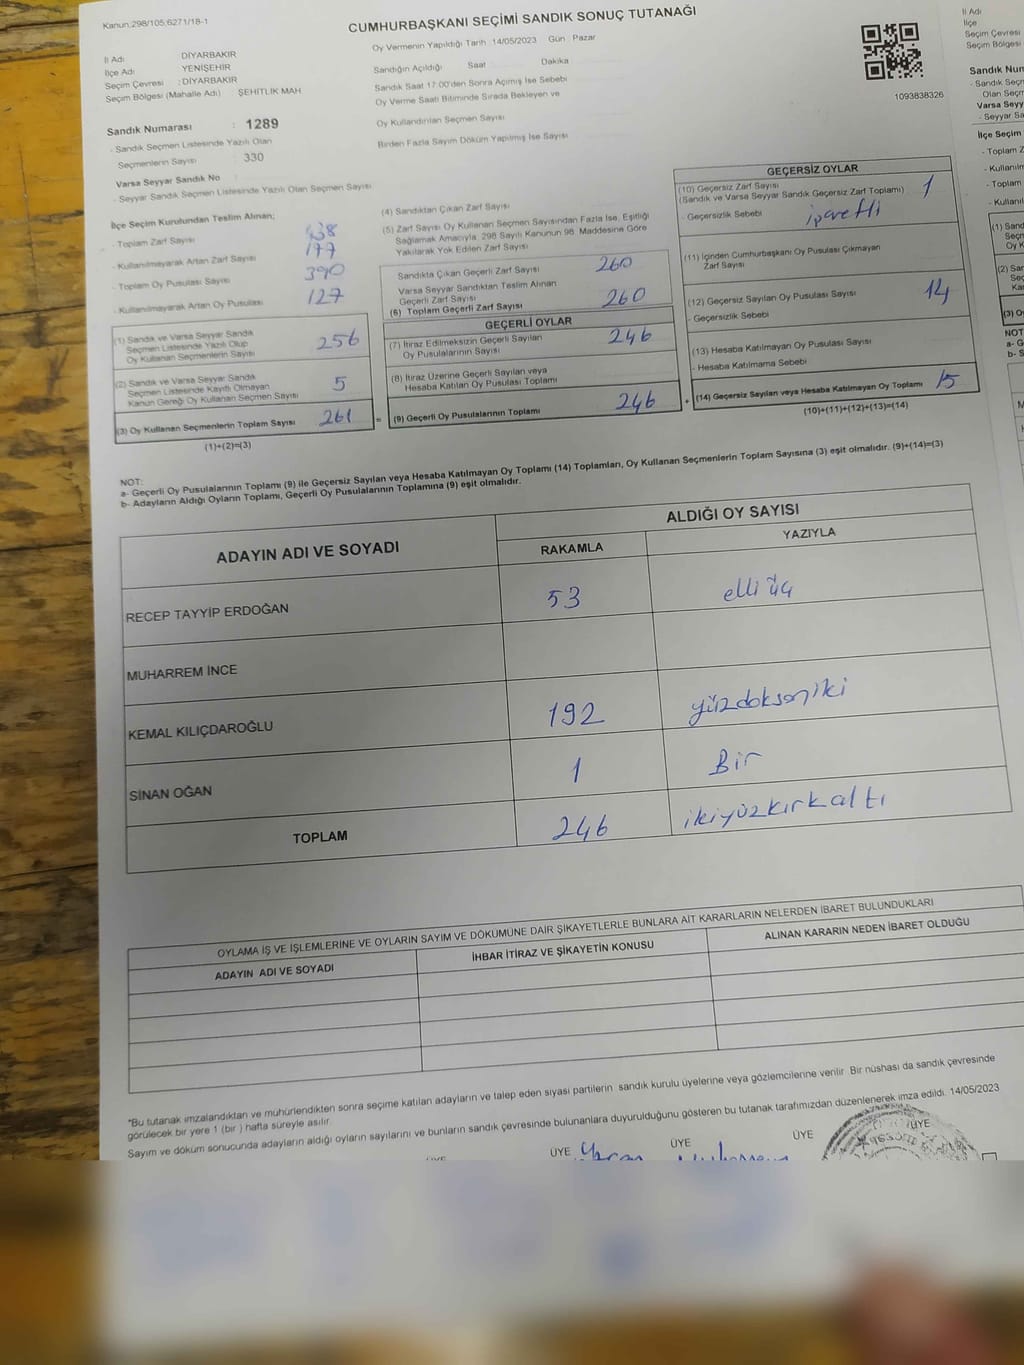 Kanun:298/105;6271/18-1
CUMHURBAŞKANI SEÇİMİ SANDIK SONUÇ TUTANAĞI
İl Adı DİYARBAKIR
İlçe Adı YENİŞEHİR
Seçim Çevresi : DİYARBAKIR
Seçim Bölgesi (Mahalle Adı) : ŞEHİTLİK MAH
Sandık Numarası : 1289
- Sandık Seçmen Listesinde Yazılı Olan
Seçmenlerin Sayısı : 330
Varsa Seyyar Sandık No
- Seyyar Sandık Seçmen Listesinde Yazılı Olan Seçmen Sayısı
Oy Vermenin Yapıldığı Tarih : 14/05/2023 Gün : Pazar
Sandığın Açıldığı Saat Dakika
Sandık Saat 17:00'den Sonra Açımış İse Sebebi
Oy Verme Saati Bitiminde Sırada Bekleyen ve
Oy Kullandırılan Seçmen Sayısı
Birden Fazla Sayım Döküm Yapılmış İse Sayısı
1093838326
İlçe Seçim Kurulundan Teslim Alınan;
- Toplam Zarf Sayısı 438
- Kullanılmayarak Artan Zarf Sayısı 177
- Toplam Oy Pusulası Sayısı 390
- Kullanılmayarak Artan Oy Pusulası 127
(1) Sandık ve Varsa Seyyar Sandık
Seçmen Listesinde Yazılı Olup
Oy Kullanan Seçmenlerin Sayısı 256
(2) Sandık ve Varsa Seyyar Sandık
Seçmen Listesinde Kayıtlı Olmayan
Kanun Gereği Oy Kullanan Seçmen Sayısı 5
(3) Oy Kullanan Seçmenlerin Toplam Sayısı 261 =
(1)+(2)=(3)
(4) Sandıktan Çıkan Zarf Sayısı
(5) Zarf Sayısı Oy Kullanan Seçmen Sayısından Fazla İse, Eşitliği
Sağlamak Amacıyla, 298 Sayılı Kanunun 98. Maddesine Göre
Yakılarak Yok Edilen Zarf Sayısı
Sandıkta Çıkan Geçerli Zarf Sayısı 260
Varsa Seyyar Sandıktan Teslim Alınan
Geçerli Zarf Sayısı
(6) Toplam Geçerli Zarf Sayısı 260
GEÇERLİ OYLAR
(7) İtiraz Edilmeksizin Geçerli Sayılan
Oy Pusulalarının Sayısı 246
(8) İtiraz Üzerine Geçerli Sayılan veya
Hesaba Katılan Oy Pusulası Toplamı
(9) Geçerli Oy Pusulalarının Toplamı 246 +
GEÇERSİZ OYLAR
(10) Geçersiz Zarf Sayısı
(Sandık ve Varsa Seyyar Sandık Geçersiz Zarf Toplamı) 1
- Geçersizlik Sebebi işaretli
(11) İçinden Cumhurbaşkanı Oy Pusulası Çıkmayan
Zarf Sayısı
(12) Geçersiz Sayılan Oy Pusulası Sayısı 14
- Geçersizlik Sebebi
(13) Hesaba Katılmayan Oy Pusulası Sayısı
- Hesaba Katılmama Sebebi
(14) Geçersiz Sayılan veya Hesaba Katılmayan Oy Toplamı 15
(10)+(11)+(12)+(13)=(14)
NOT:
a- Geçerli Oy Pusulalarının Toplamı (9) ile Geçersiz Sayılan veya Hesaba Katılmayan Oy Toplamı (14) Toplamları, Oy Kullanan Seçmenlerin Toplam Sayısına (3) eşit olmalıdır. (9)+(14)=(3)
b- Adayların Aldığı Oyların Toplamı, Geçerli Oy Pusulalarının Toplamına (9) eşit olmalıdır.
ADAYIN ADI VE SOYADI ALDIĞI OY SAYISI
RAKAMLA YAZIYLA
RECEP TAYYİP ERDOĞAN 53 elli üç
MUHARREM İNCE
KEMAL KILIÇDAROĞLU 192 yüzdoksaniki
SİNAN OĞAN 1 Bir
TOPLAM 246 ikiyüzkırkaltı
OYLAMA İŞ VE İŞLEMLERİNE VE OYLARIN SAYIM VE DÖKÜMÜNE DAİR ŞİKAYETLERLE BUNLARA AİT KARARLARIN NELERDEN İBARET BULUNDUKLARI
ADAYIN ADI VE SOYADI İHBAR İTİRAZ VE ŞİKAYETİN KONUSU ALINAN KARARIN NEDEN İBARET OLDUĞU
*Bu tutanak imzalandıktan ve mühürlendikten sonra seçime katılan adayların ve talep eden siyasi partilerin sandık kurulu üyelerine veya gözlemcilerine verilir. Bir nüshası da sandık çevresinde
görülecek bir yere 1 (bir ) hafta süreyle asılır.
Sayım ve döküm sonucunda adayların aldığı oyların sayılarını ve bunların sandık çevresinde bulunanlara duyurulduğunu gösteren bu tutanak tarafımızdan düzenlenerek imza edildi. 14/05/2023
ÜYE ÜYE ÜYE ÜYE
İl Adı
İlçe
Seçim Çevresi
Seçim Bölgesi
Sandık Num
- Sandık Seçm
Olan Seçm
Varsa Seyy
- Seyyar Sa
İlçe Seçim
- Toplam Z
- Kullanılm
- Toplam
- Kullanıl
(1) Sand
Seçm
Oy K